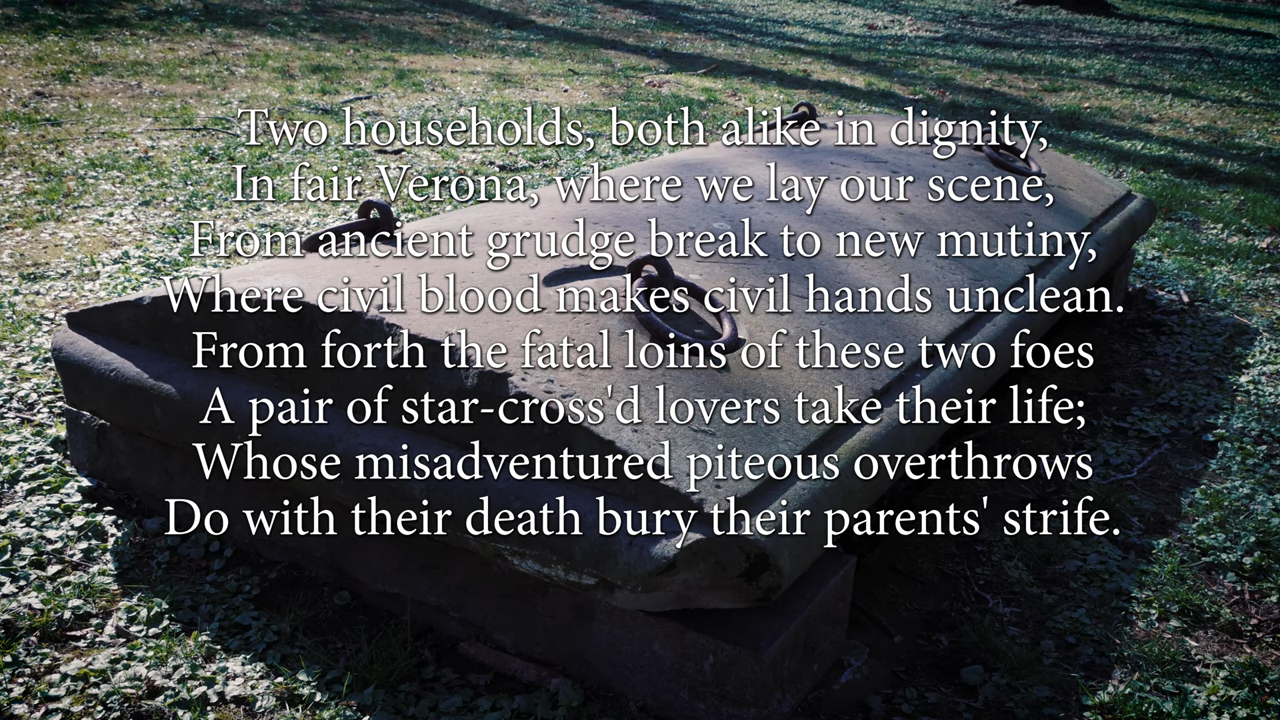 Two households, both alike in dignity,
In fair Verona, where we lay our scene,
From ancient grudge break to new mutiny,
Where civil blood makes civil hands unclean.
From forth the fatal loins of these two foes
A pair of star-cross'd lovers take their life;
Whose misadventured piteous overthrows
Do with their death bury their parents' strife.